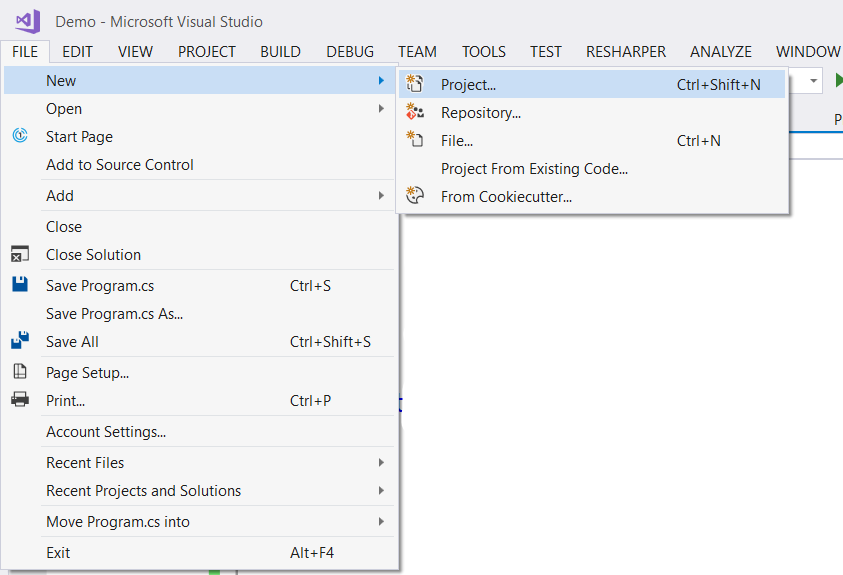 Demo - Microsoft Visual Studio
FILE EDIT VIEW PROJECT BUILD DEBUG TEAM TOOLS TEST RESHARPER ANALYZE WINDOW
New
Open
Start Page
Add to Source Control
Add
Close
Close Solution
Save Program.cs Ctrl+S
Save Program.cs As...
Save All Ctrl+Shift+S
Page Setup...
Print... Ctrl+P
Account Settings...
Recent Files
Recent Projects and Solutions
Move Program.cs into
Exit Alt+F4
Project... Ctrl+Shift+N
Repository...
File... Ctrl+N
Project From Existing Code...
From Cookiecutter...